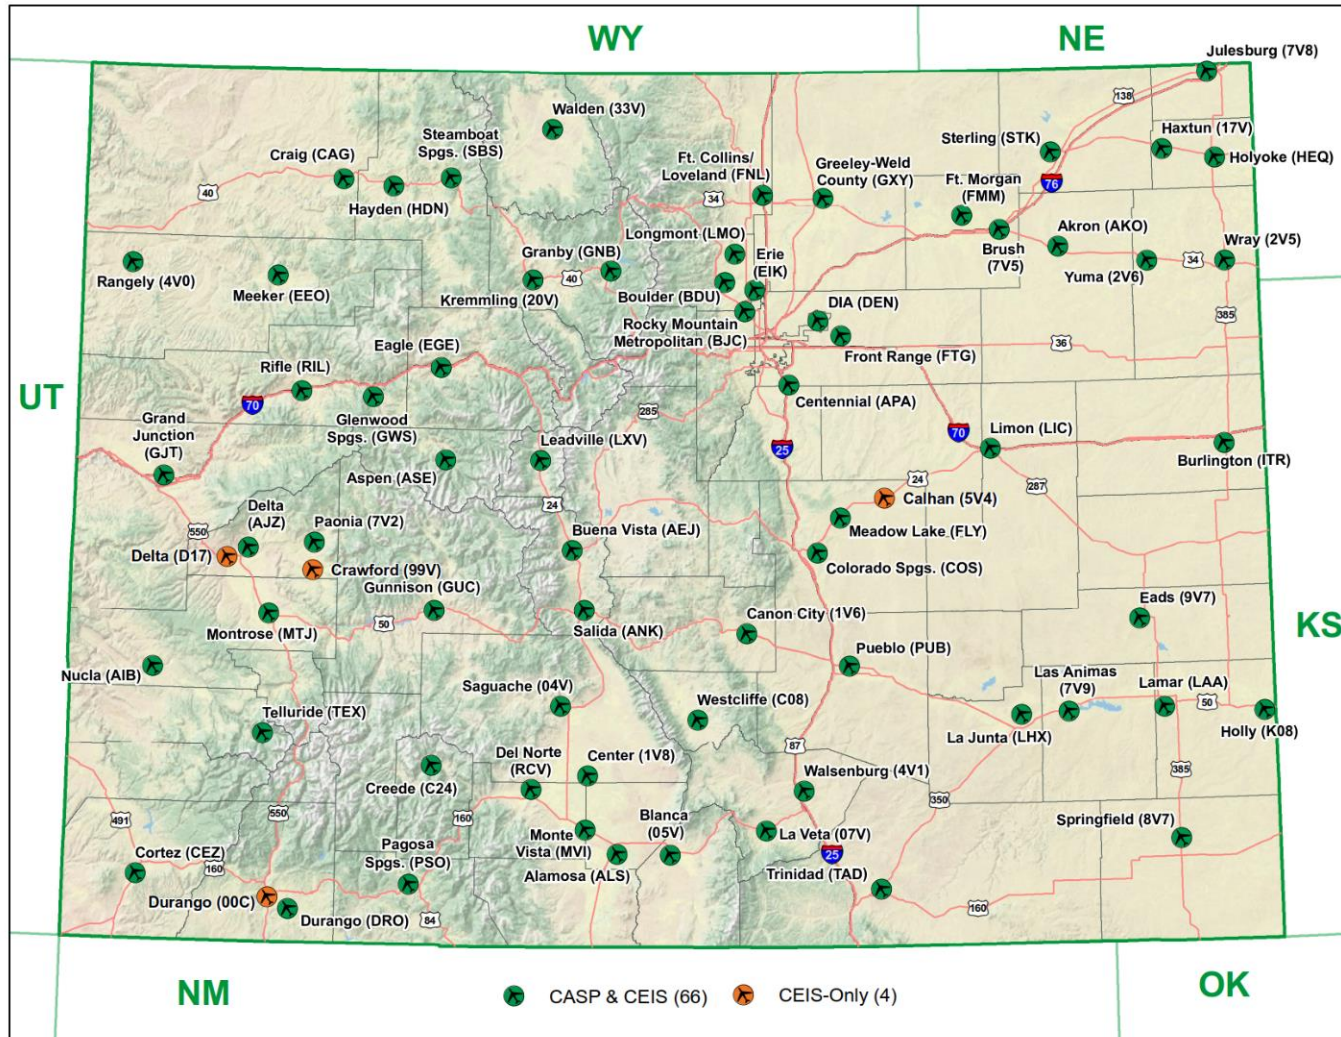 WY
NE
Julesburg (7V8)
138
Walden (33V)
Steamboat
Spgs. (SBS)
Craig (CAG)
40
Hayden (HDN)
Ft. Collins/
Loveland (FNL)
34
Greeley-Weld
County (GXY)
Sterling (STK)
76
Haxtun (17V)
Holyoke (HEQ)
Ft. Morgan
(FMM)
Brush
(7V5)
Akron (AKO)
Yuma (2V6)
34
Wray (2V5)
385
Rangely (4V0)
Meeker (EEO)
Granby (GNB)
40
Kremmling (20V)
Longmont (LMO)
Erie
(EIK)
Boulder (BDU)
Rocky Mountain
Metropolitan (BJC)
DIA (DEN)
Front Range (FTG)
36
UT
Eagle (EGE)
Rifle (RIL)
70
Glenwood
Spgs. (GWS)
285
Centennial (APA)
25
70
Limon (LIC)
Burlington (ITR)
Grand
Junction
(GJT)
Aspen (ASE)
Leadville (LXV)
24
24
287
Calhan (5V4)
Meadow Lake (FLY)
Colorado Spgs. (COS)
550
Delta
(AJZ)
Paonia (7V2)
Delta (D17)
Crawford (99V)
Gunnison (GUC)
Buena Vista (AEJ)
Montrose (MTJ)
50
Salida (ANK)
Canon City (1V6)
Pueblo (PUB)
Eads (9V7)
KS
Nucla (AIB)
Telluride (TEX)
Saguache (04V)
Westcliffe (C08)
87
Las Animas
(7V9)
La Junta (LHX)
Lamar (LAA)
50
Holly (K08)
385
Creede (C24)
Del Norte
(RCV)
Center (1V8)
Walsenburg (4V1)
350
491
550
160
Monte
Vista (MVI)
Blanca
(05V)
La Veta (07V)
25
Springfield (8V7)
Cortez (CEZ)
160
Pagosa
Spgs. (PSO)
Alamosa (ALS)
Trinidad (TAD)
160
Durango (00C)
Durango (DRO)
84
NM
OK
CASP & CEIS (66)
CEIS-Only (4)